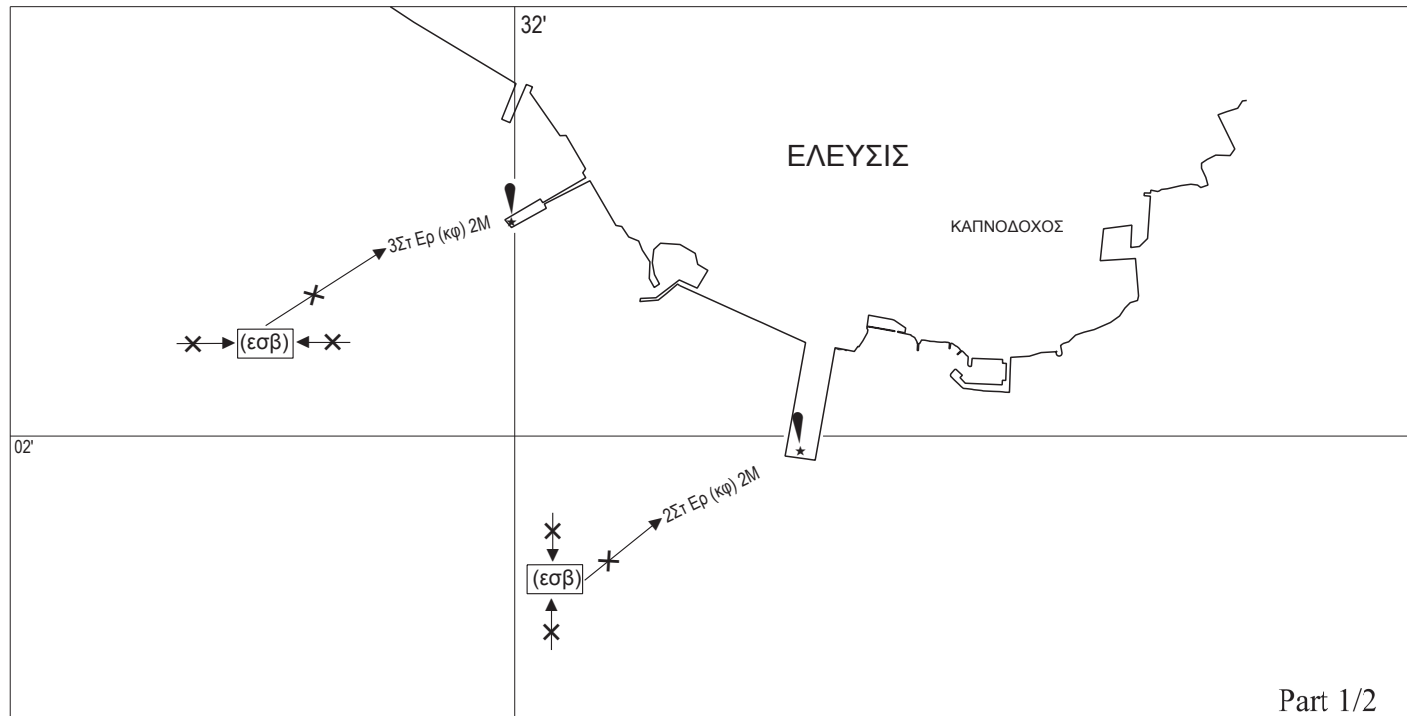 32'
ΕΛΕΥΣΙΣ
ΚΑΠΝΟΔΟΧΟΣ
3Στ Ερ (κφ) 2Μ
(εσβ)
02'
2Στ Ερ (κφ) 2Μ
(εσβ)
Part 1/2